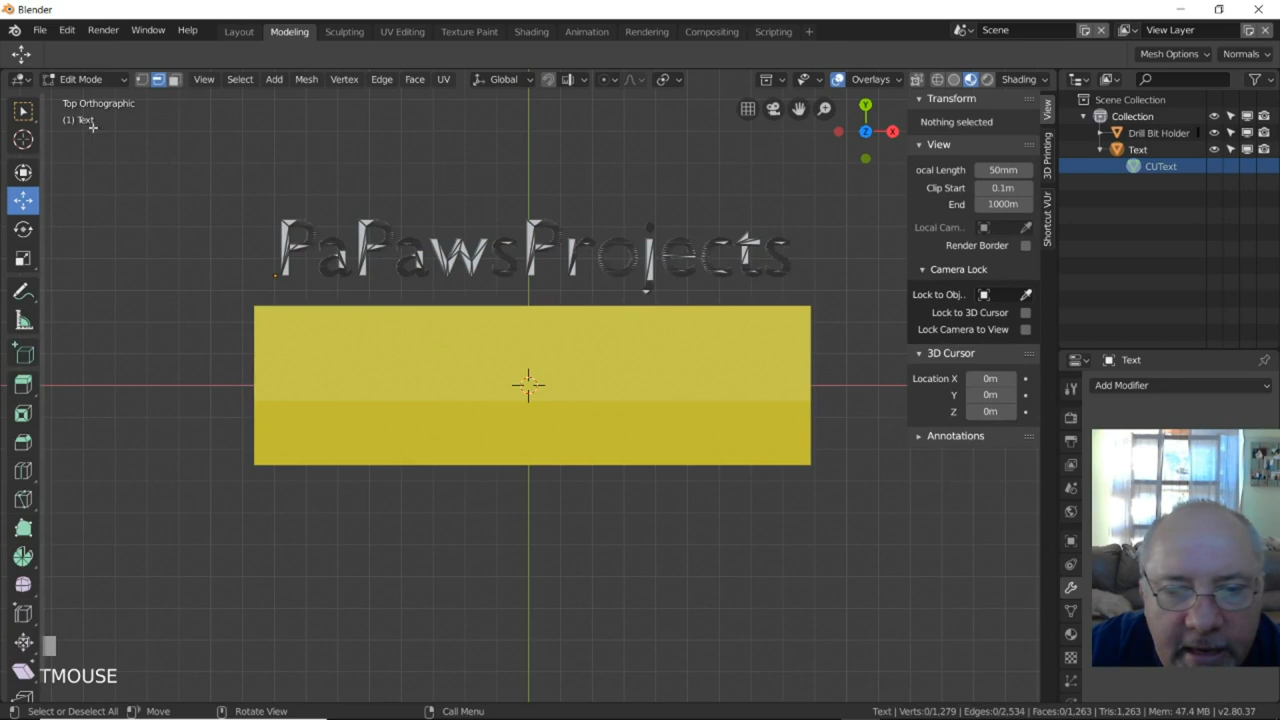 Blender
File Edit Render Window Help
Layout Modeling Sculpting UV Editing Texture Paint Shading Animation Rendering Compositing Scripting +
Scene
View Layer
Mesh Options Normals
Edit Mode View Select Add Mesh Vertex Edge Face UV
Global
Overlays
Shading
Top Orthographic
(1) Text
Y
Z X
PaPawsProjects
Transform
Nothing selected
View
ocal Length 50mm
Clip Start 0.1m
End 1000m
Local Cam..
Render Border
Camera Lock
Lock to Obj..
Lock to 3D Cursor
Lock Camera to View
3D Cursor
Location X 0m
Y 0m
Z 0m
Annotations
View
3D Printing
Shortcut VUr
Scene Collection
Collection
Drill Bit Holder
Text
CUText
Text
Add Modifier
TMOUSE
Select or Deselect All Move Rotate View Call Menu
Text | Verts:0/1,279 | Edges:0/2,534 | Faces:0/1,263 | Tris:1,263 | Mem: 47.4 MB | v2.80.37